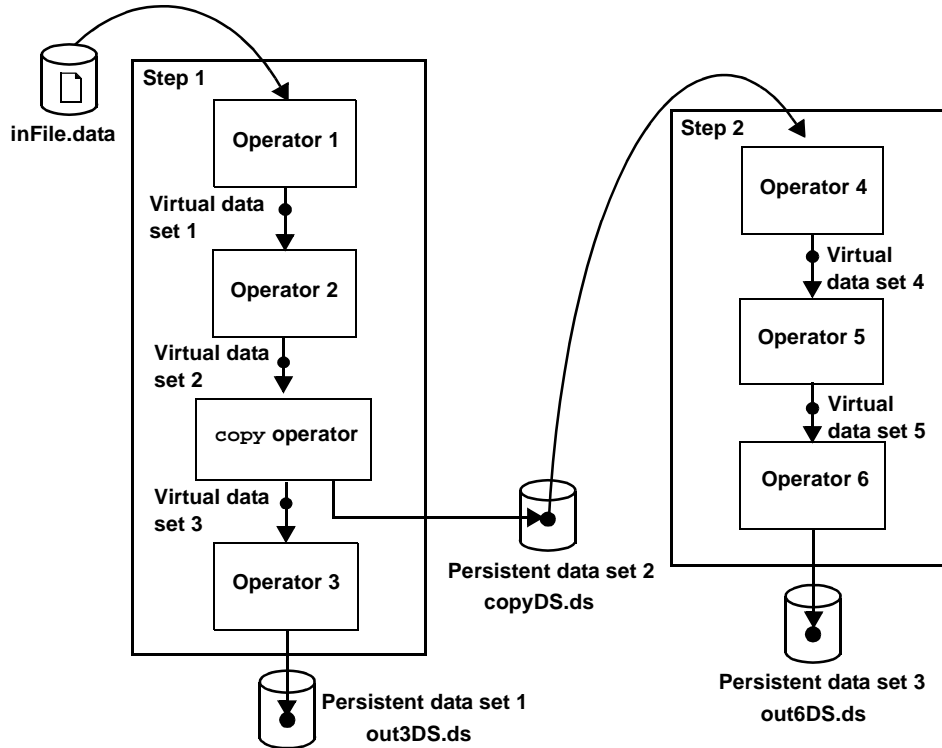 inFile.data
Step 1
Operator 1
Virtual data
set 1
Operator 2
Virtual data
set 2
copy operator
Virtual data
set 3
Operator 3
Persistent data set 1
out3DS.ds
Persistent data set 2
copyDS.ds
Step 2
Operator 4
Virtual
data set 4
Operator 5
Virtual
data set 5
Operator 6
Persistent data set 3
out6DS.ds